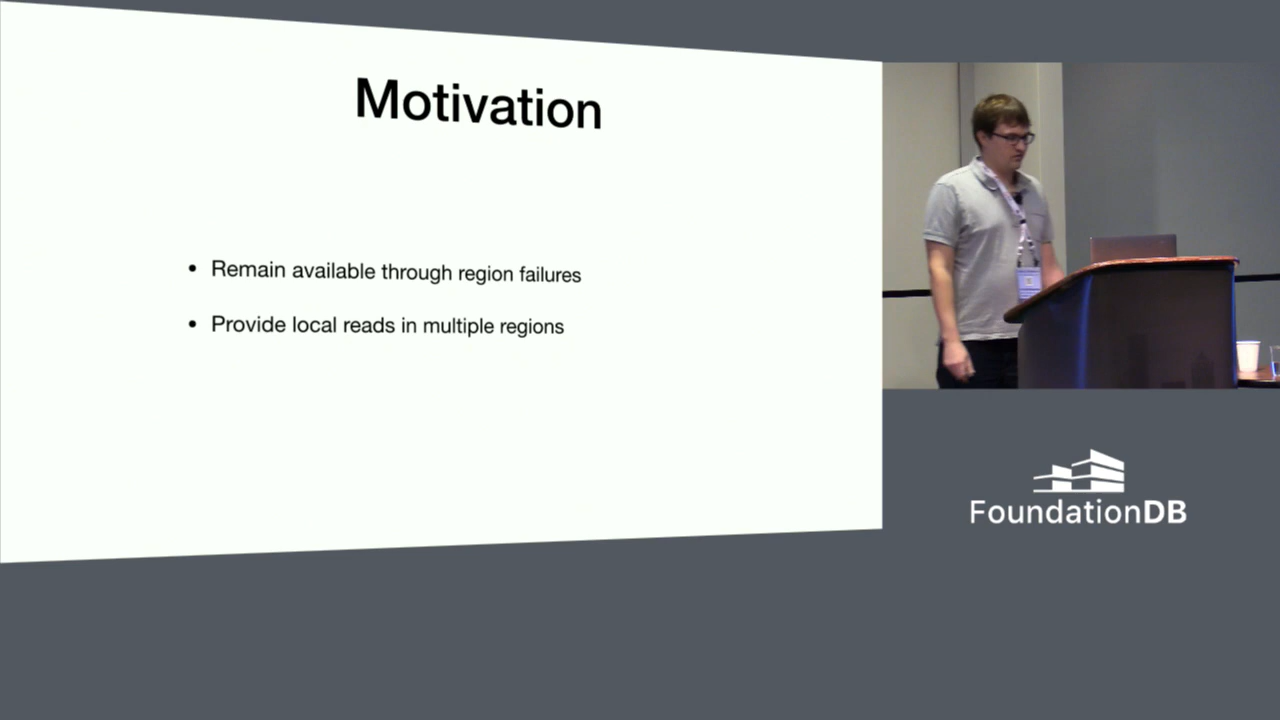 Motivation
• Remain available through region failures
• Provide local reads in multiple regions
FoundationDB